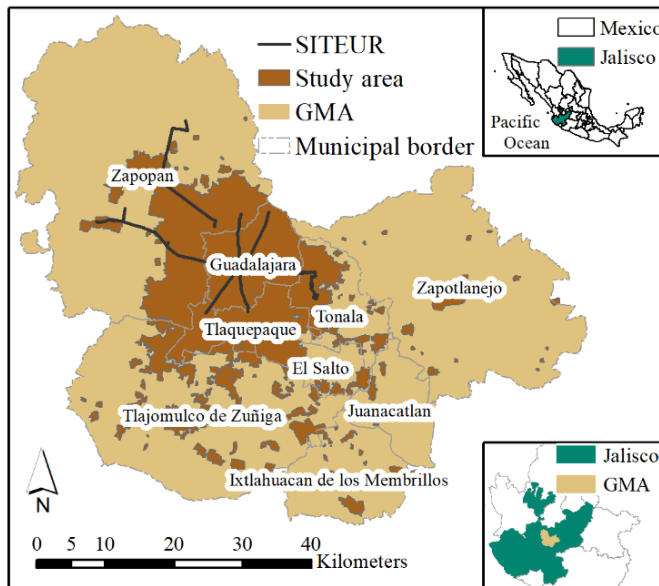 SITEUR
Study area
GMA
Municipal border
Mexico
Jalisco
Pacific
Ocean
Zapopan
Guadalajara
Zapotlanejo
Tonala
Tlaquepaque
El Salto
Tlajomulco de Zuñiga
Juanacatlan
Ixtlahuacan de los Membrillos
N
0 5 10 20 30 40
Kilometers
Jalisco
GMA